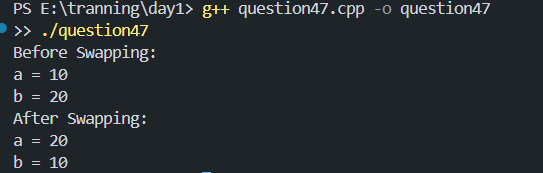 PS E:\tranning\day1> g++ question47.cpp -o question47
>> ./question47
Before Swapping:
a = 10
b = 20
After Swapping:
a = 20
b = 10